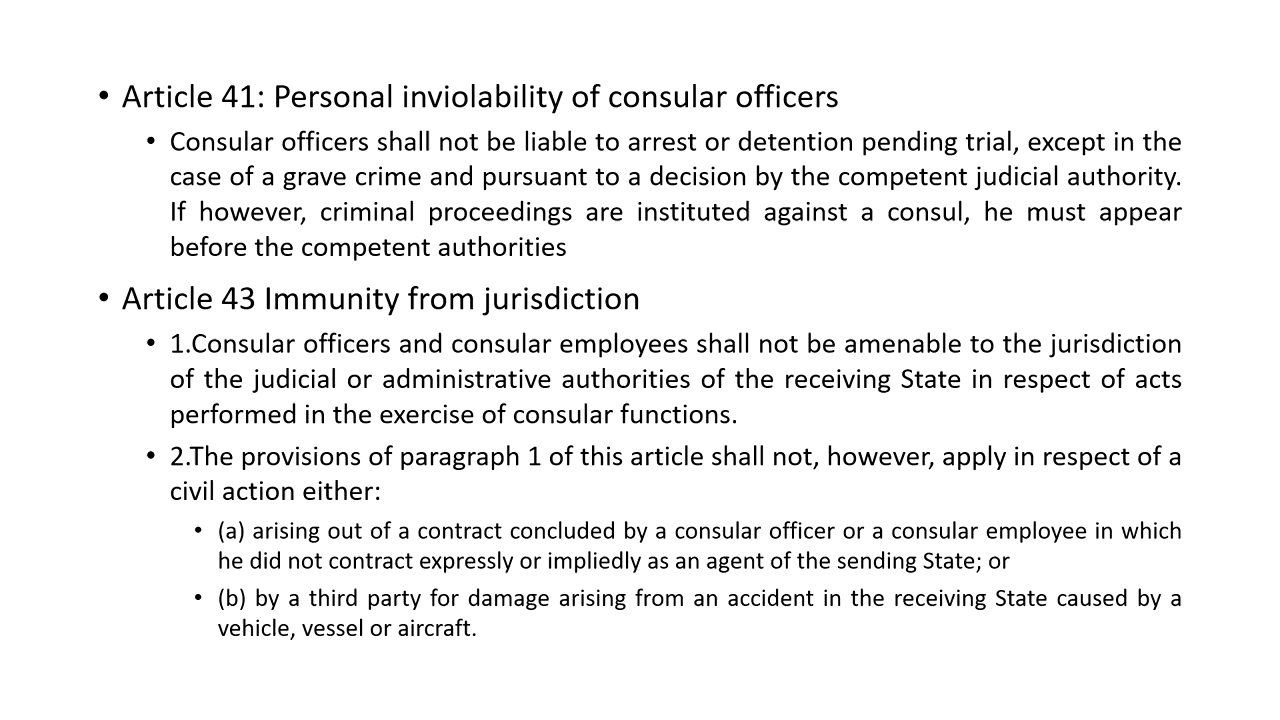 • Article 41: Personal inviolability of consular officers
• Consular officers shall not be liable to arrest or detention pending trial, except in the
case of a grave crime and pursuant to a decision by the competent judicial authority.
If however, criminal proceedings are instituted against a consul, he must appear
before the competent authorities
• Article 43 Immunity from jurisdiction
• 1.Consular officers and consular employees shall not be amenable to the jurisdiction
of the judicial or administrative authorities of the receiving State in respect of acts
performed in the exercise of consular functions.
• 2.The provisions of paragraph 1 of this article shall not, however, apply in respect of a
civil action either:
• (a) arising out of a contract concluded by a consular officer or a consular employee in which
he did not contract expressly or impliedly as an agent of the sending State; or
• (b) by a third party for damage arising from an accident in the receiving State caused by a
vehicle, vessel or aircraft.